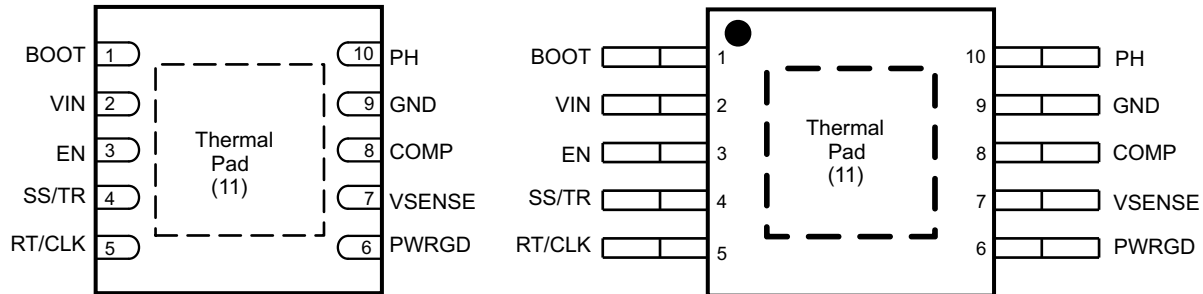 BOOT 1 10 PH
VIN 2 9 GND
EN 3 8 COMP
SS/TR 4 7 VSENSE
RT/CLK 5 6 PWRGD
Thermal
Pad
(11)
BOOT 1 10 PH
VIN 2 9 GND
EN 3 8 COMP
SS/TR 4 7 VSENSE
RT/CLK 5 6 PWRGD
Thermal
Pad
(11)